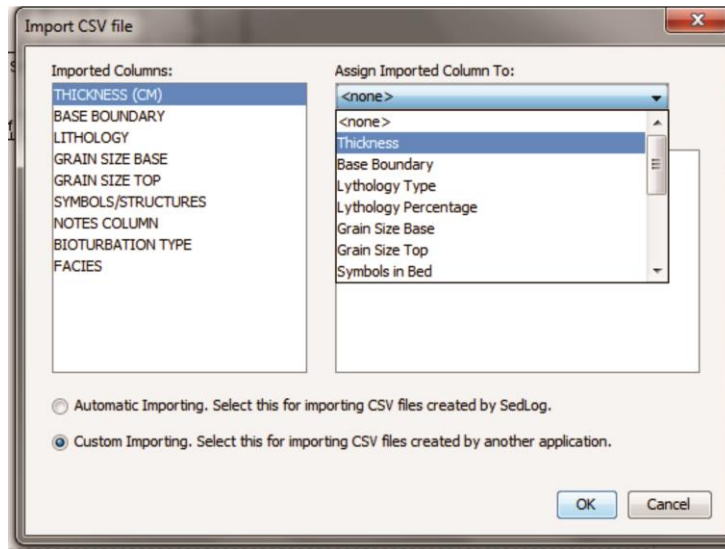 Import CSV file
Imported Columns:
THICKNESS (CM)
BASE BOUNDARY
LITHOLOGY
GRAIN SIZE BASE
GRAIN SIZE TOP
SYMBOLS/STRUCTURES
NOTES COLUMN
BIOTURBATION TYPE
FACIES
Assign Imported Column To:
<none>
<none>
Thickness
Base Boundary
Lythology Type
Lythology Percentage
Grain Size Base
Grain Size Top
Symbols in Bed
Automatic Importing. Select this for importing CSV files created by SedLog.
Custom Importing. Select this for importing CSV files created by another application.
OK Cancel